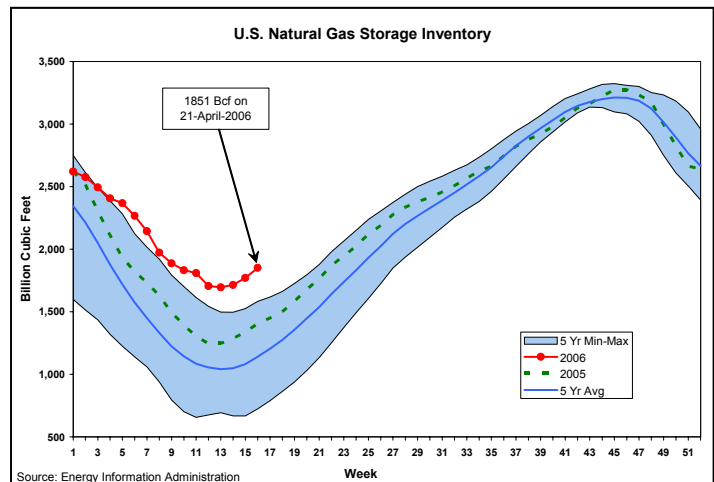 U.S. Natural Gas Storage Inventory
3,500
3,000
2,500
2,000
1,500
1,000
500
Billion Cubic Feet
1851 Bcf on
21-April-2006
5 Yr Min-Max
2006
2005
5 Yr Avg
1 3 5 7 9 11 13 15 17 19 21 23 25 27 29 31 33 35 37 39 41 43 45 47 49 51
Week
Source: Energy Information Administration